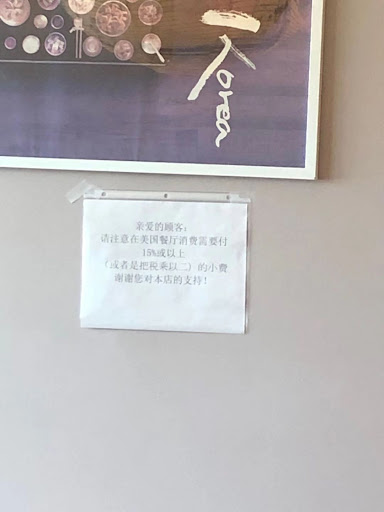 Korea
亲爱的顾客:
请注意在美国餐厅消费需要付
15%或以上
(或者是把税乘以二)的小费
谢谢您对本店的支持!